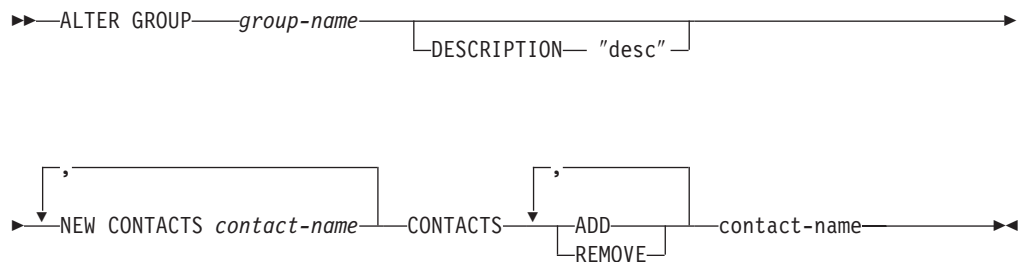 ALTER GROUP group-name
DESCRIPTION "desc"
, ,
NEW CONTACTS contact-name CONTACTS ADD contact-name
REMOVE